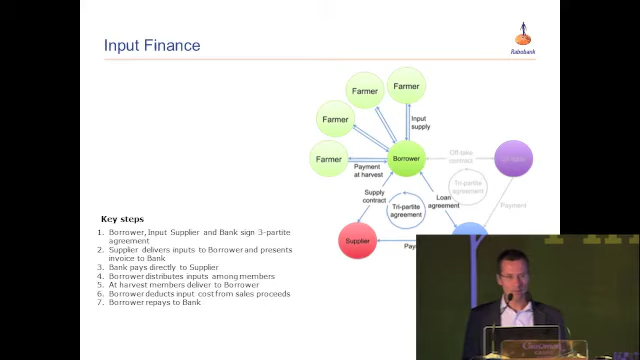 Input Finance
Rabobank
Farmer
Farmer
Farmer
Farmer
Input
supply
Borrower
Off-take
contract
Payment
at harvest
Tri-partite
agreement
Supply
contract
Loan
agreement
Tri-partite
agreement
Payment
Supplier
Key steps
1. Borrower, Input Supplier and Bank sign 3-partite
agreement
2. Supplier delivers inputs to Borrower and presents
invoice to Bank
3. Bank pays directly to Supplier
4. Borrower distributes inputs among members
5. At harvest members deliver to Borrower
6. Borrower deducts input cost from sales proceeds
7. Borrower repays to Bank